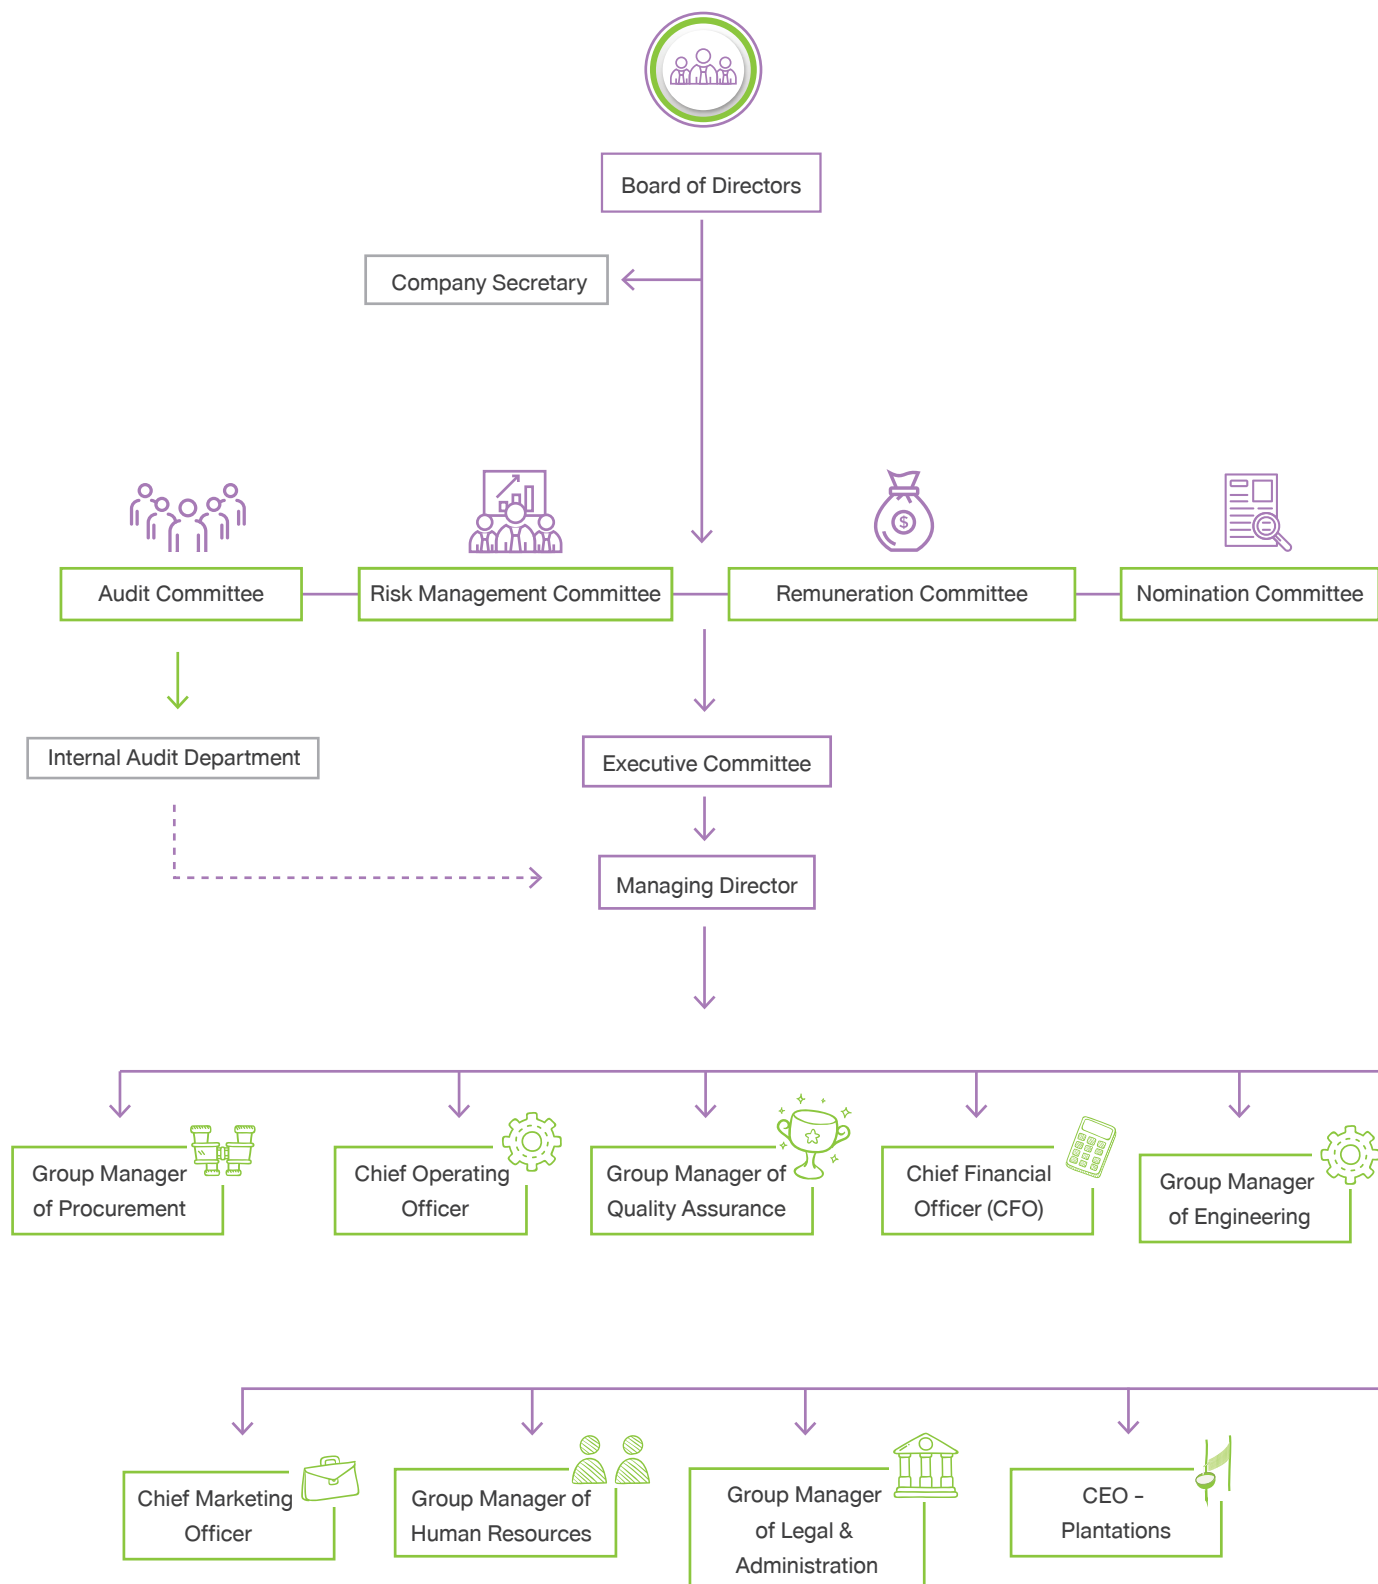 Board of Directors
Company Secretary
Audit Committee
Risk Management Committee
$
Remuneration Committee
Nomination Committee
Internal Audit Department
Executive Committee
Managing Director
Group Manager
of Procurement
Chief Operating
Officer
Group Manager of
Quality Assurance
Chief Financial
Officer (CFO)
Group Manager
of Engineering
Chief Marketing
Officer
Group Manager of
Human Resources
Group Manager
of Legal &
Administration
CEO –
Plantations